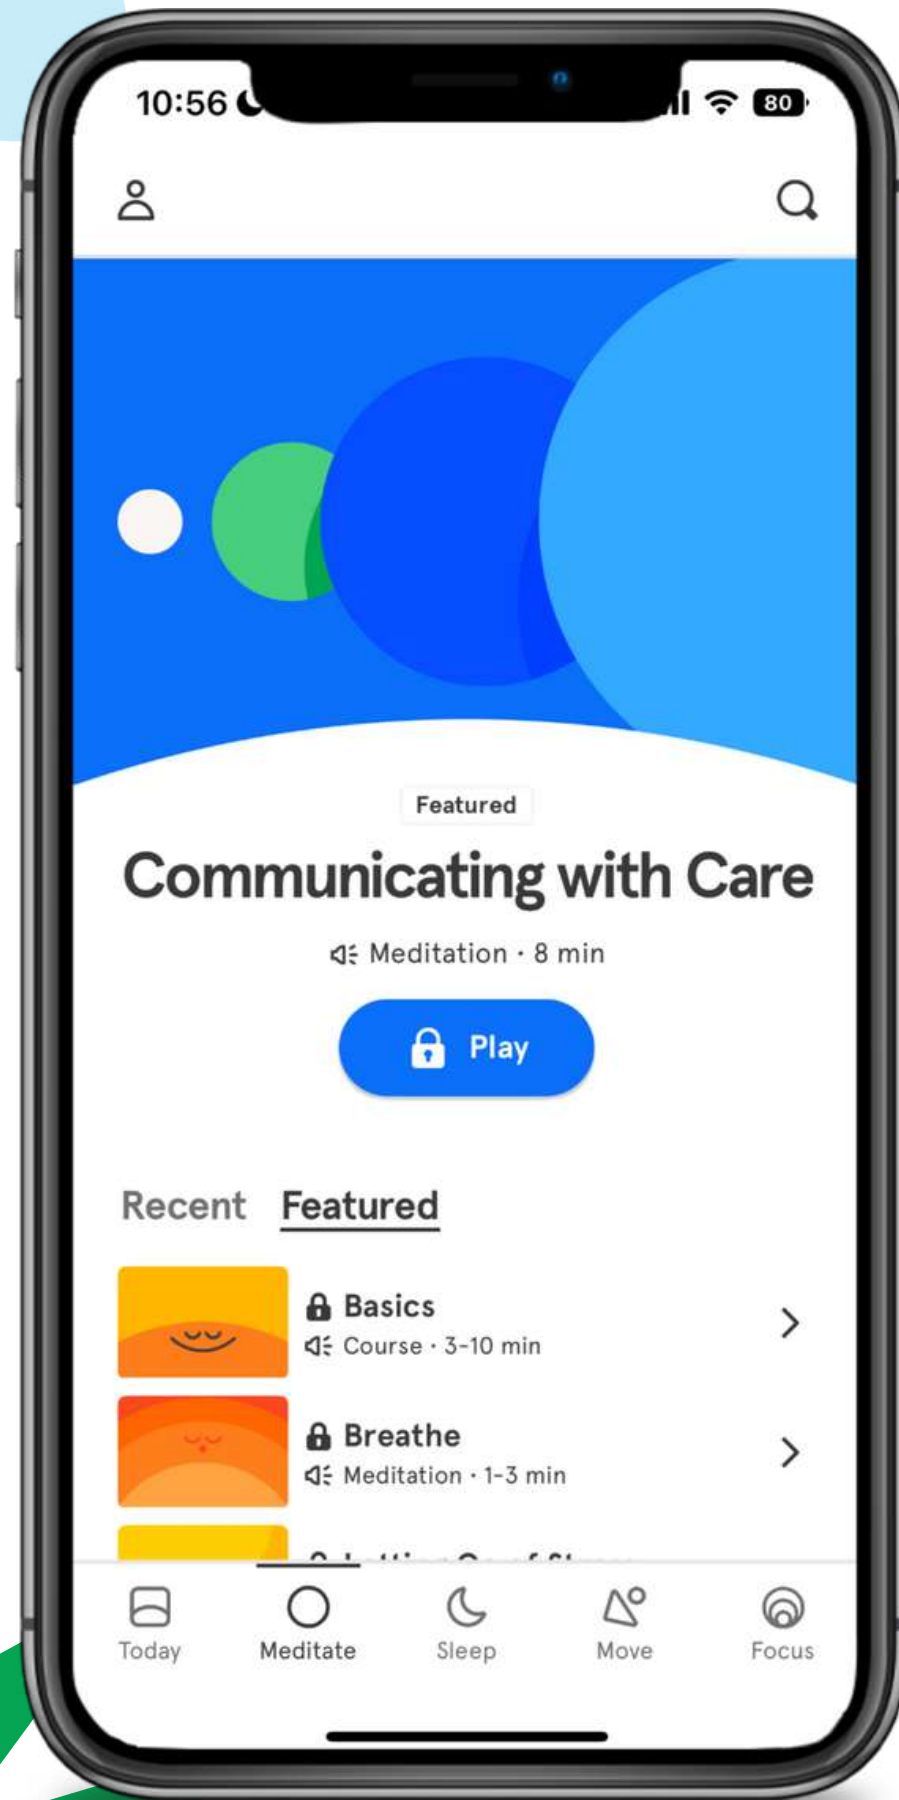 10:56
80
Featured
Communicating with Care
Meditation · 8 min
Play
Recent Featured
Basics
Course · 3-10 min
Breathe
Meditation · 1-3 min
Today Meditate Sleep Move Focus